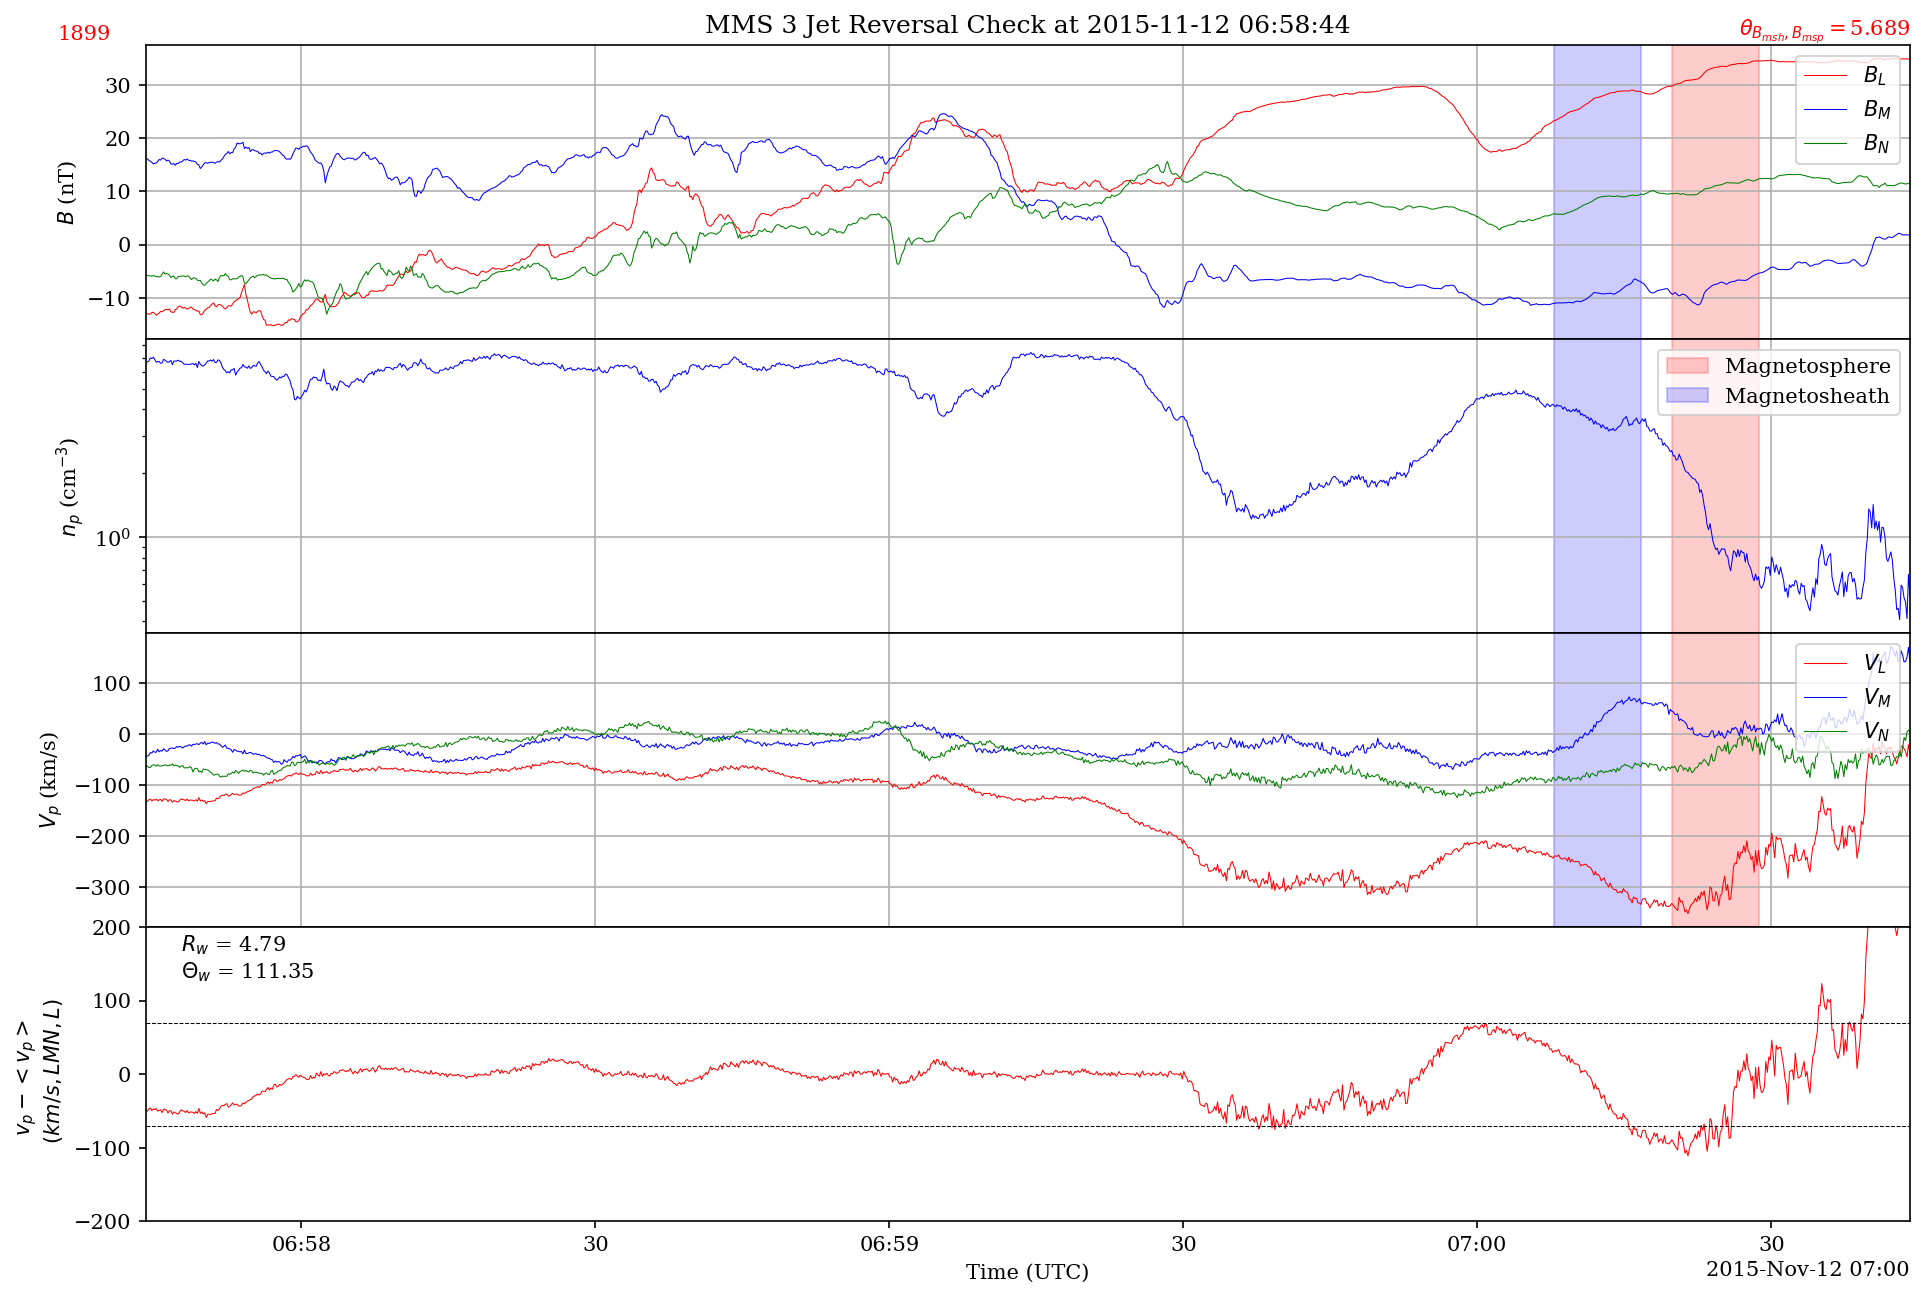 MMS 3 Jet Reversal Check at 2015-11-12 06:58:44
1899
θ_{B_{msh}, B_{msp}} = 5.689
30
20
10
0
−10
B (nT)
B_L
B_M
B_N
10^0
n_p (cm^{−3})
Magnetosphere
Magnetosheath
100
0
−100
−200
−300
V_p (km/s)
V_L
V_M
V_N
200
100
0
−100
−200
v_p − < v_p >
(km/s, LMN, L)
R_w = 4.79
Θ_w = 111.35
06:58
30
06:59
30
07:00
30
Time (UTC)
2015-Nov-12 07:00